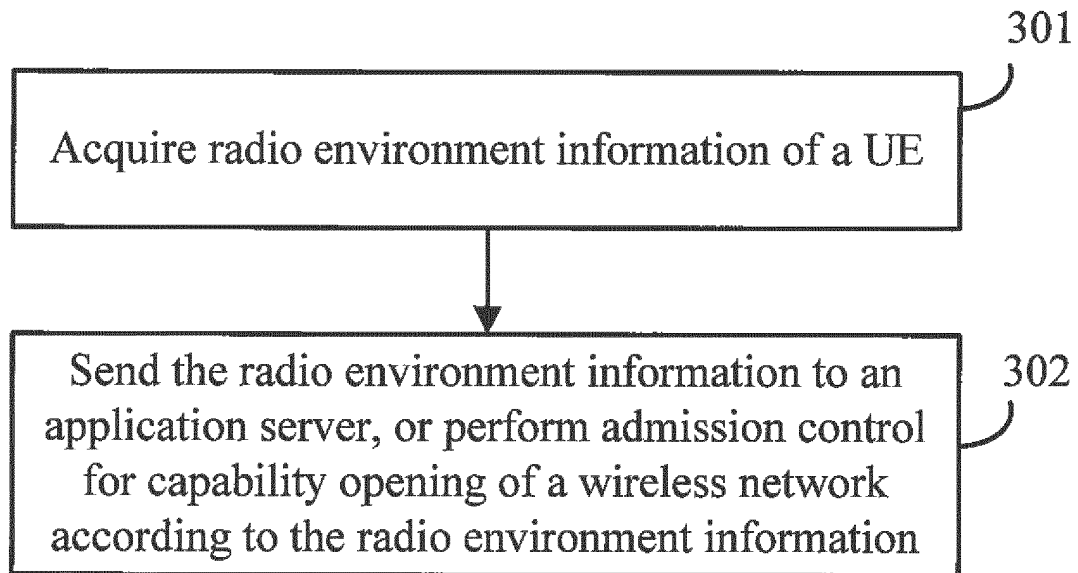 301
Acquire radio environment information of a UE
Send the radio environment information to an
302
application server, or perform admission control
for capability opening of a wireless network
according to the radio environment information